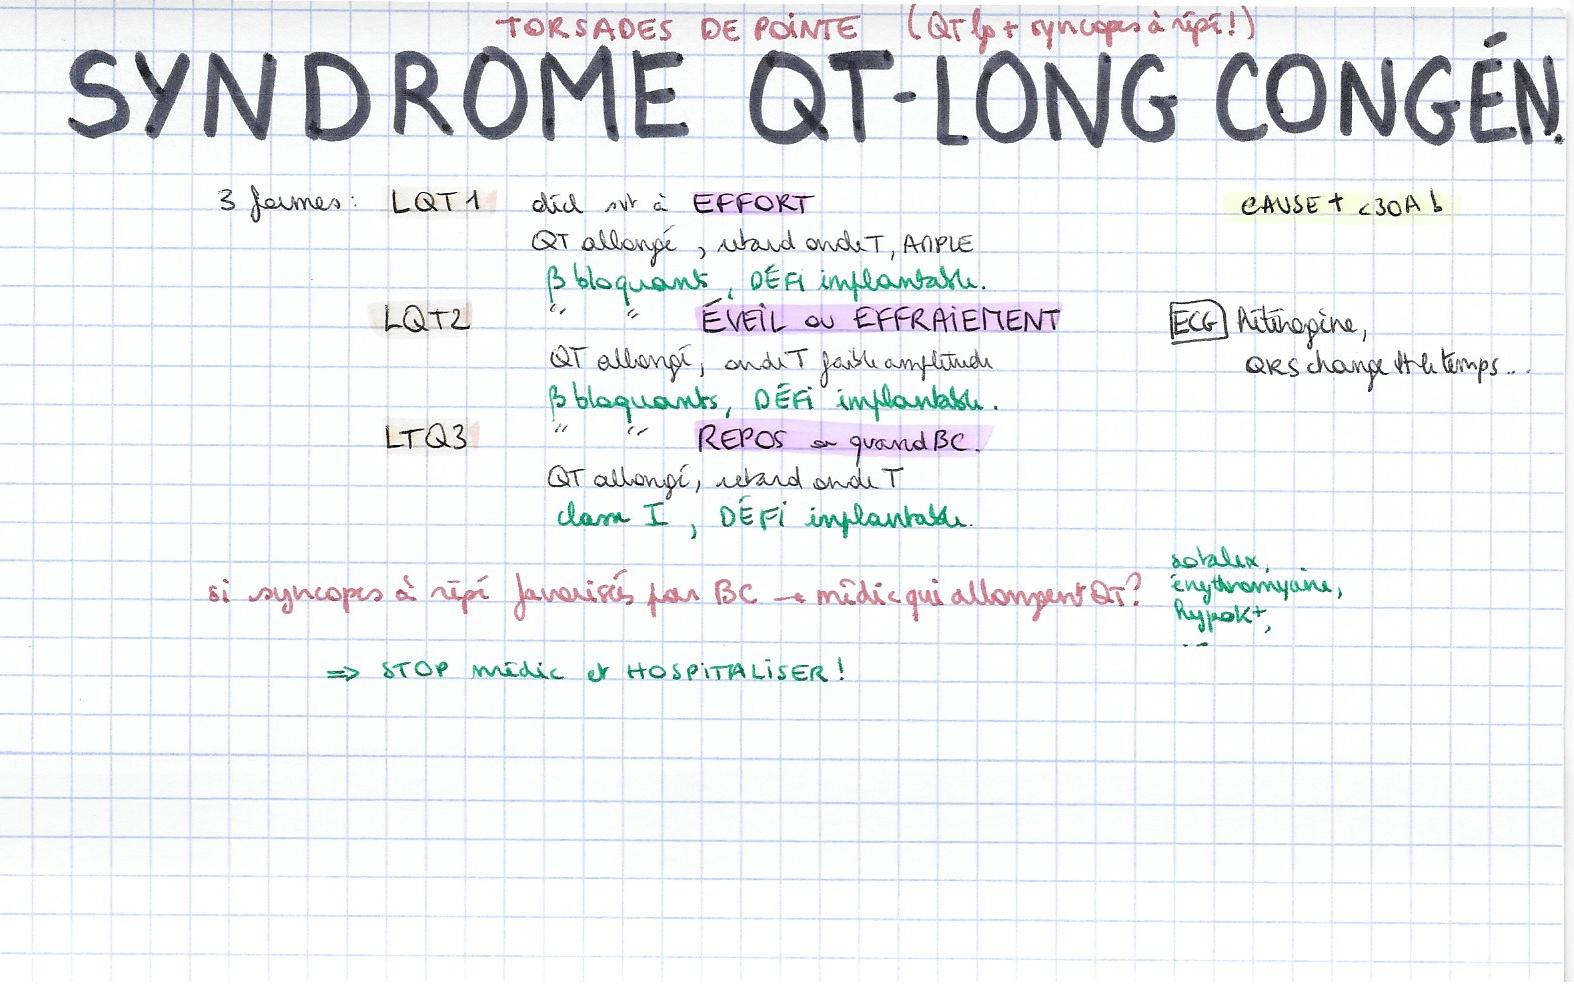 TORSADES DE POINTE (QT lg + syncopes à répé!)
SYNDROME QT-LONG CONGÉN.
3 formes: LQT1 décl svt à EFFORT CAUSE † <30A!
QT allongé, retard onde T, AMPLE
β bloquants, DÉFi implantable.
LQT2 " " ÉVEIL ou EFFRAIEMENT ECG hétérogène,
QT allongé, onde T faible amplitude QRS change tt le temps...
β bloquants, DÉFi implantable.
LTQ3 " " REPOS ou quand BC.
QT allongé, retard onde T
classe I, DÉFi implantable.
sotalex,
si syncopes à répé favorisés par BC → médic qui allongent QT? érythromycine,
hypoK+,
...
⇒ STOP médic et HOSPITALISER!